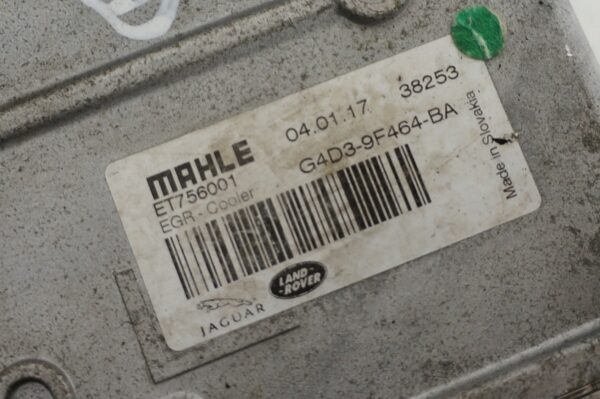 MAHLE
04.01.17 38253
ET756001
G4D3-9F464-BA
EGR - Cooler
Made in Slovakia
JAGUAR
LAND-
ROVER